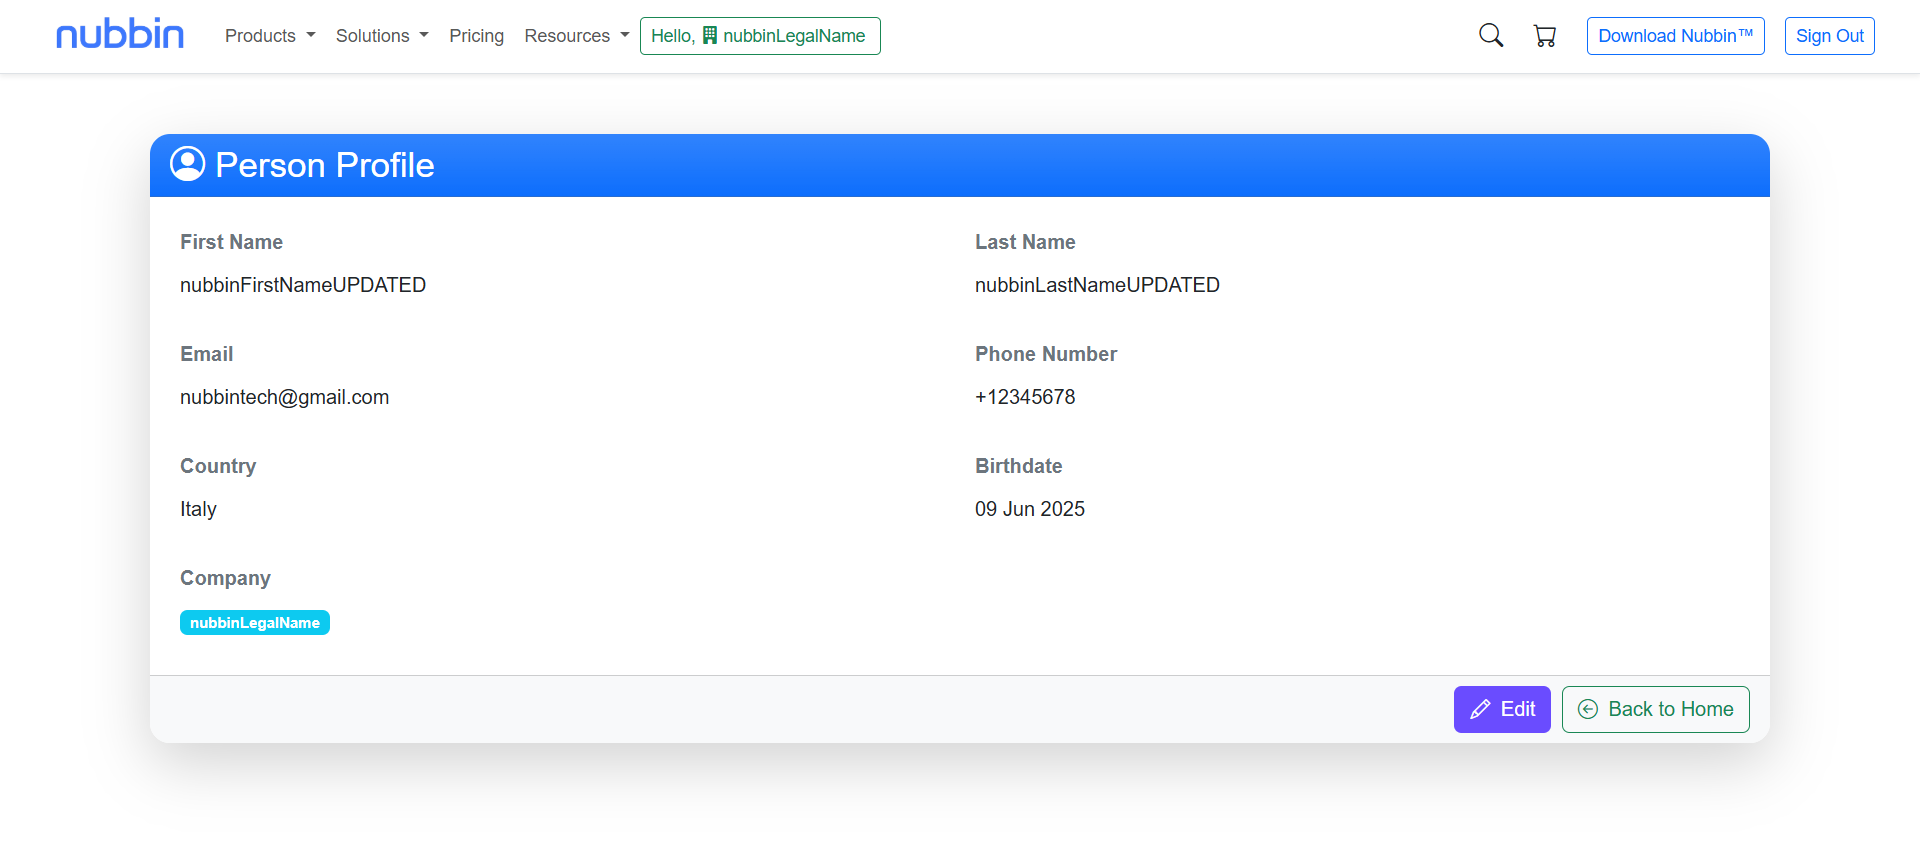 nubbin Products Solutions Pricing Resources Hello, nubbinLegalName Download Nubbin™ Sign Out
Person Profile
First Name Last Name
nubbinFirstNameUPDATED nubbinLastNameUPDATED
Email Phone Number
nubbintech@gmail.com +12345678
Country Birthdate
Italy 09 Jun 2025
Company
nubbinLegalName
Edit Back to Home